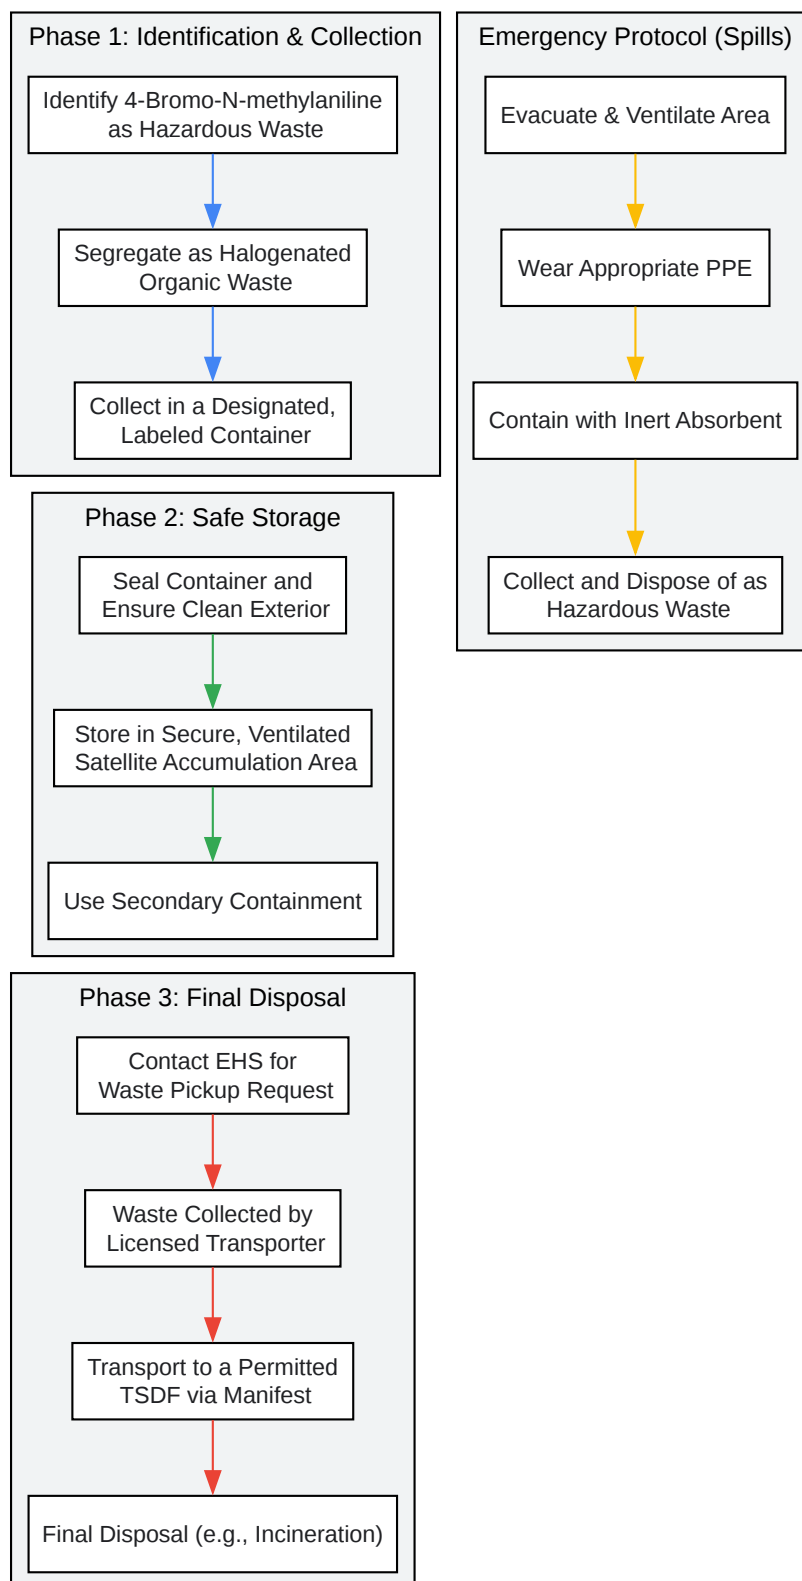 Phase 1: Identification & Collection
Identify 4-Bromo-N-methylaniline
as Hazardous Waste
Segregate as Halogenated
Organic Waste
Collect in a Designated,
Labeled Container
Phase 2: Safe Storage
Seal Container and
Ensure Clean Exterior
Store in Secure, Ventilated
Satellite Accumulation Area
Use Secondary Containment
Phase 3: Final Disposal
Contact EHS for
Waste Pickup Request
Waste Collected by
Licensed Transporter
Transport to a Permitted
TSDF via Manifest
Final Disposal (e.g., Incineration)
Emergency Protocol (Spills)
Evacuate & Ventilate Area
Wear Appropriate PPE
Contain with Inert Absorbent
Collect and Dispose of as
Hazardous Waste